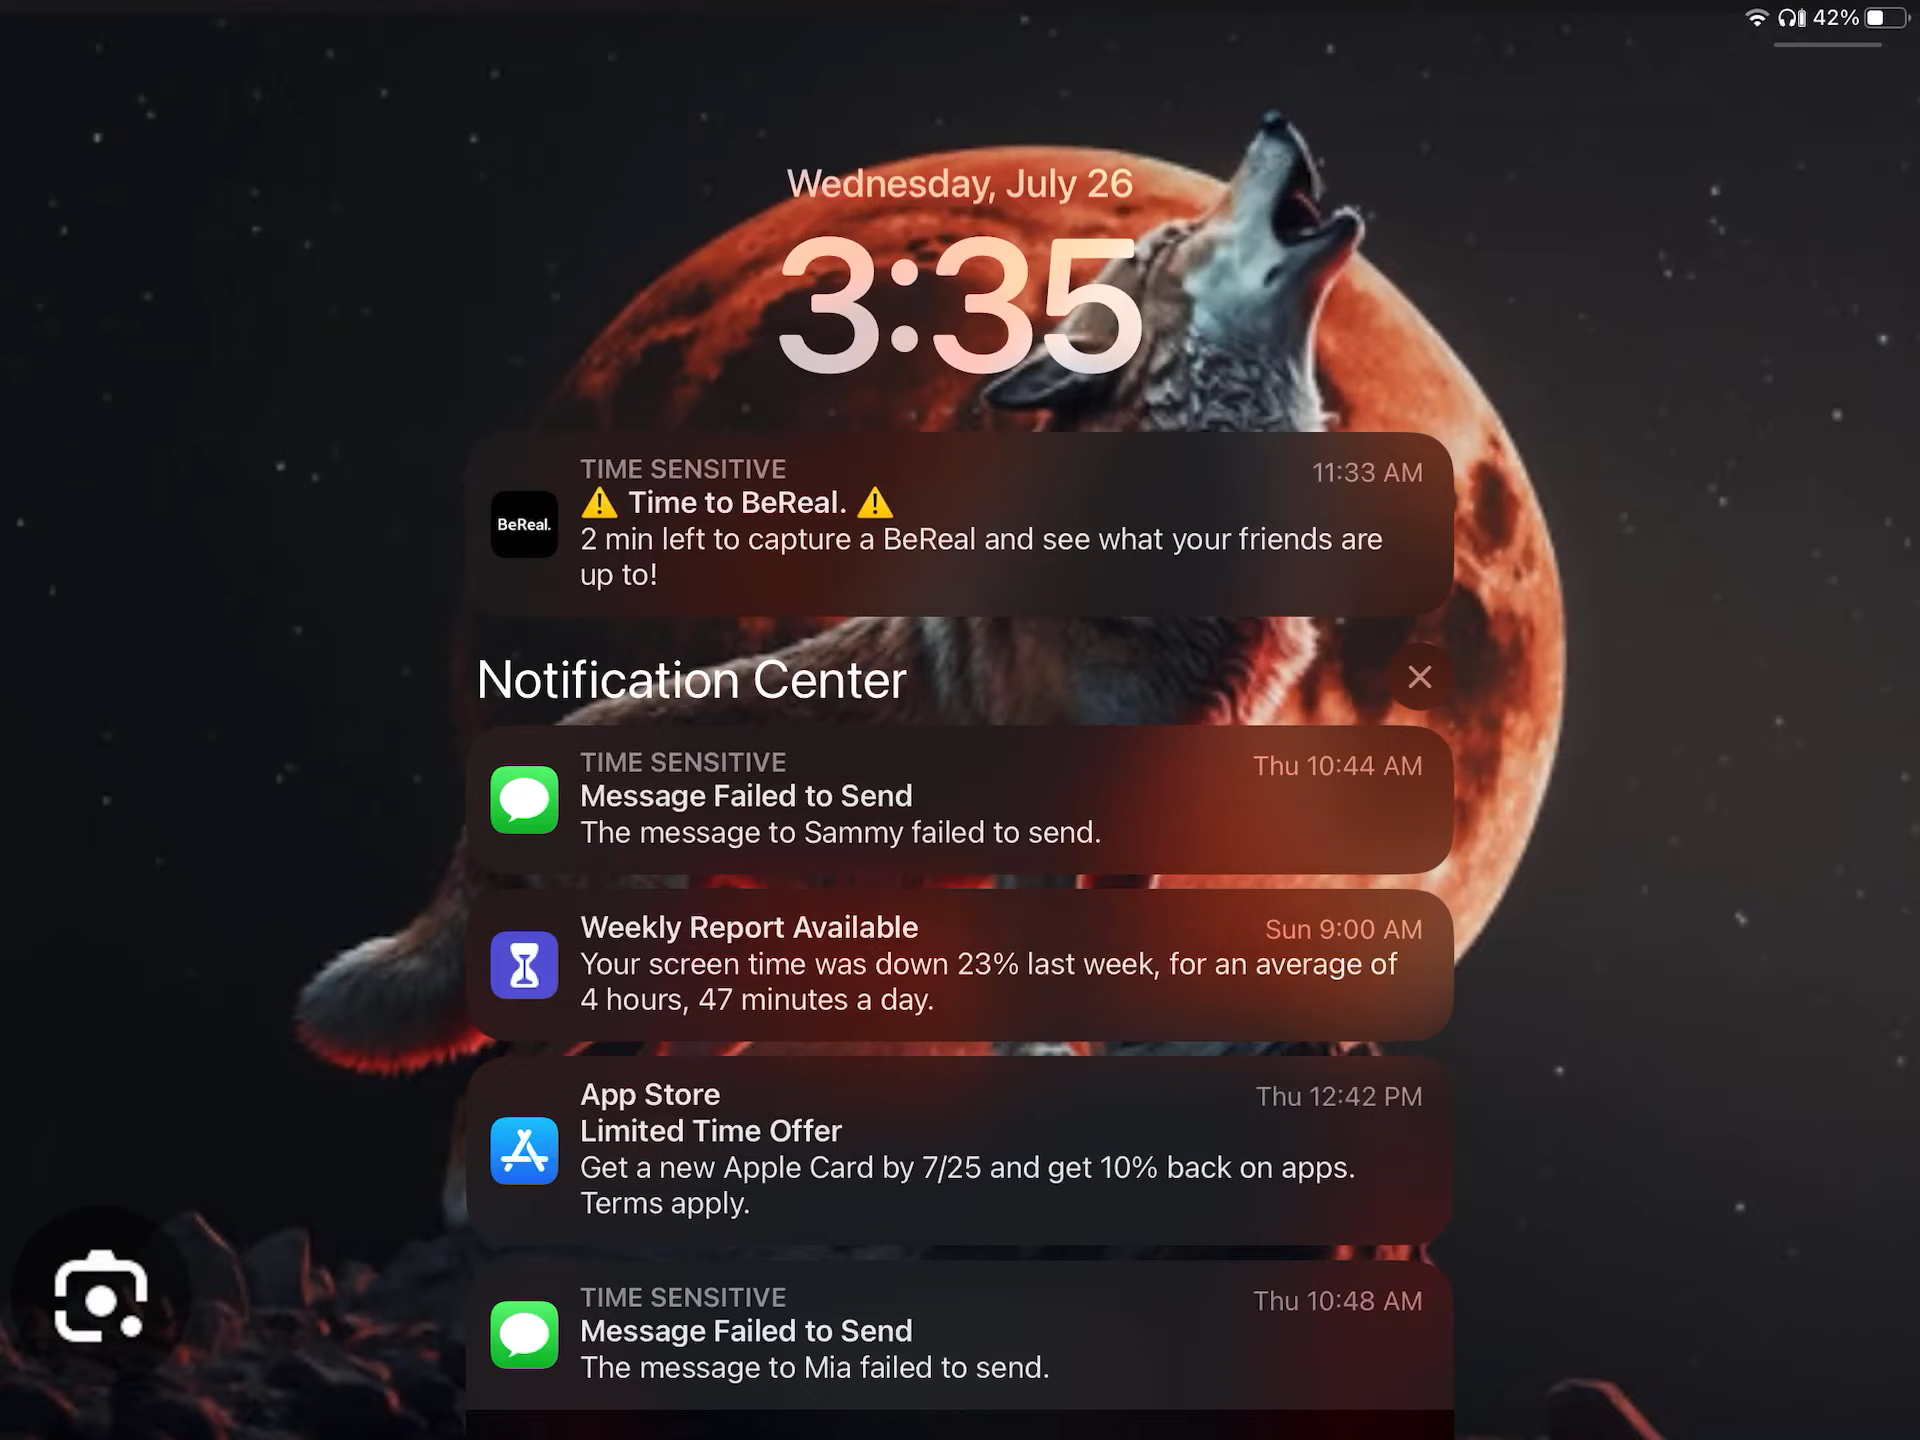 42%
Wednesday, July 26
3:35
TIME SENSITIVE
11:33 AM
BeReal.
⚠️ Time to BeReal. ⚠️
2 min left to capture a BeReal and see what your friends are
up to!
Notification Center
TIME SENSITIVE
Thu 10:44 AM
Message Failed to Send
The message to Sammy failed to send.
Weekly Report Available
Sun 9:00 AM
Your screen time was down 23% last week, for an average of
4 hours, 47 minutes a day.
App Store
Thu 12:42 PM
Limited Time Offer
Get a new Apple Card by 7/25 and get 10% back on apps.
Terms apply.
TIME SENSITIVE
Thu 10:48 AM
Message Failed to Send
The message to Mia failed to send.